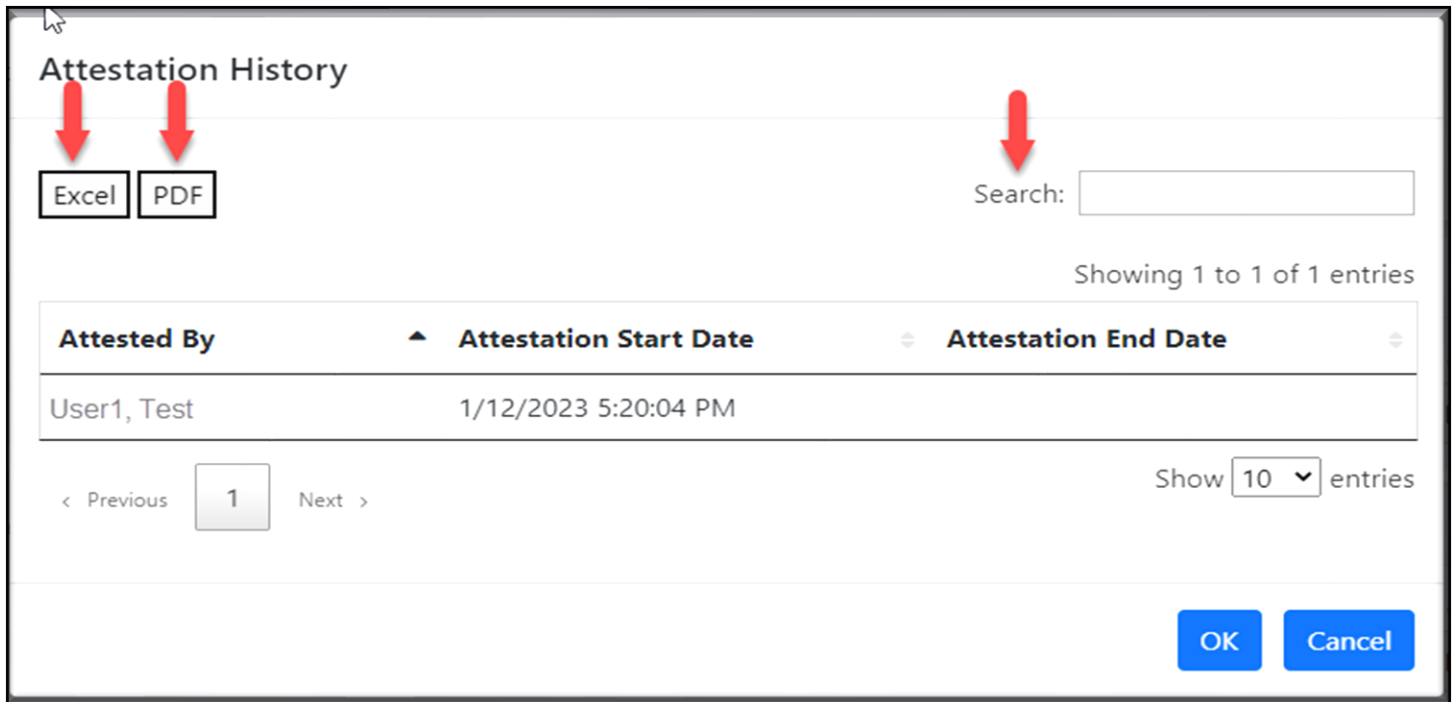 Attestation History
Excel PDF Search:
Showing 1 to 1 of 1 entries
Attested By Attestation Start Date Attestation End Date
User1, Test 1/12/2023 5:20:04 PM
Show 10 entries
‹ Previous 1 Next ›
OK Cancel